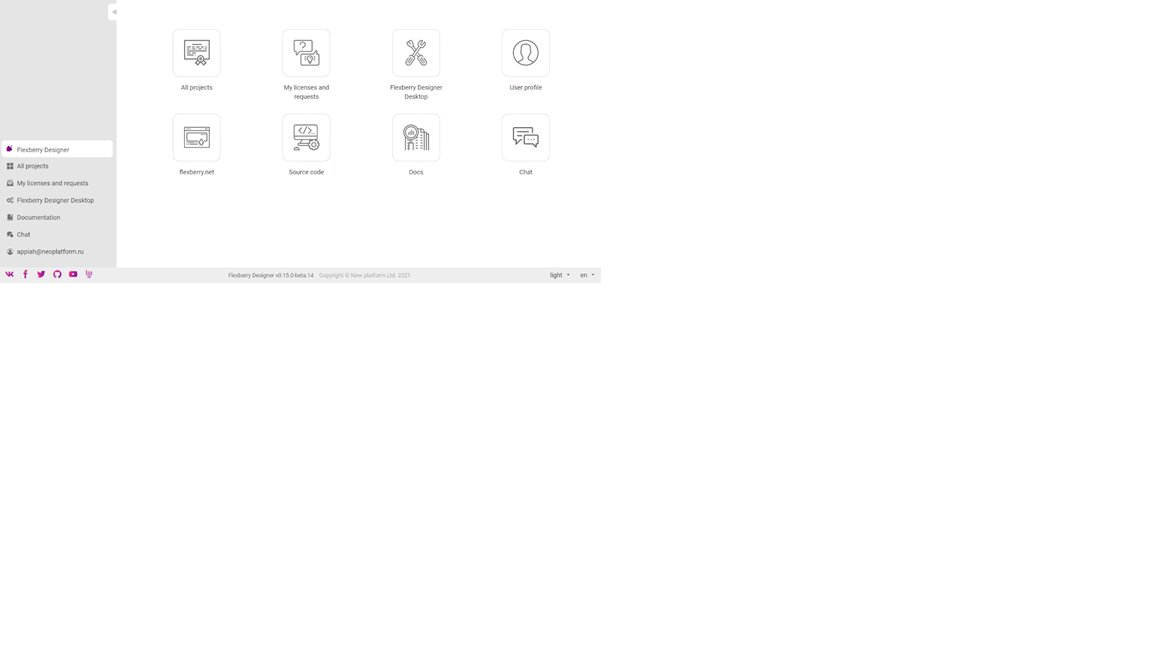 All projects
My licenses and
requests
Flexberry Designer
Desktop
User profile
flexberry.net
Source code
Docs
Chat
Flexberry Designer
All projects
My licenses and requests
Flexberry Designer Desktop
Documentation
Chat
appiah@neoplatform.ru
Flexberry Designer v0.15.0-beta.14 Copyright © New platform Ltd. 2021
light
en